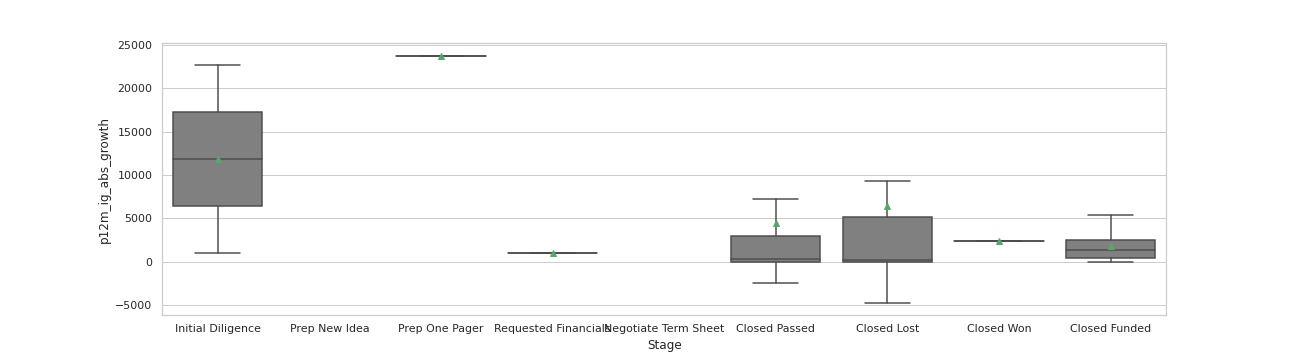 25000
20000
15000
10000
5000
0
−5000
p12m_ig_abs_growth
Initial Diligence Prep New Idea Prep One Pager Requested Financials Negotiate Term Sheet Closed Passed Closed Lost Closed Won Closed Funded
Stage